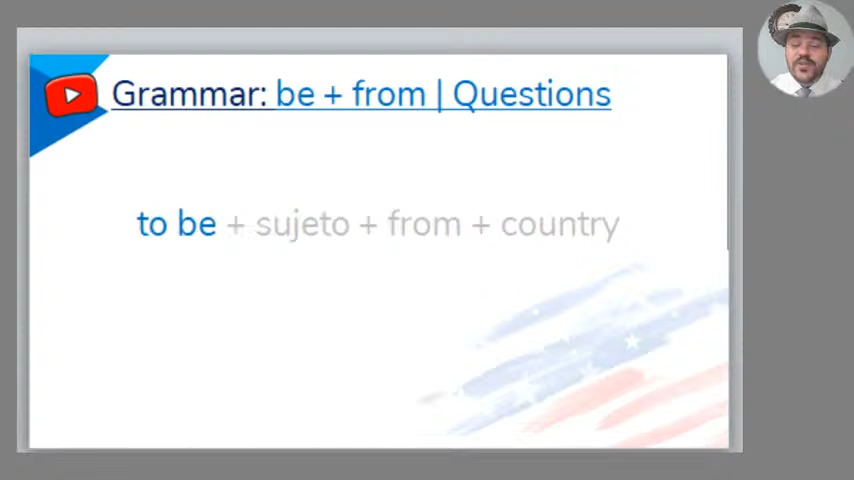 Grammar: be + from | Questions
to be + sujeto + from + country